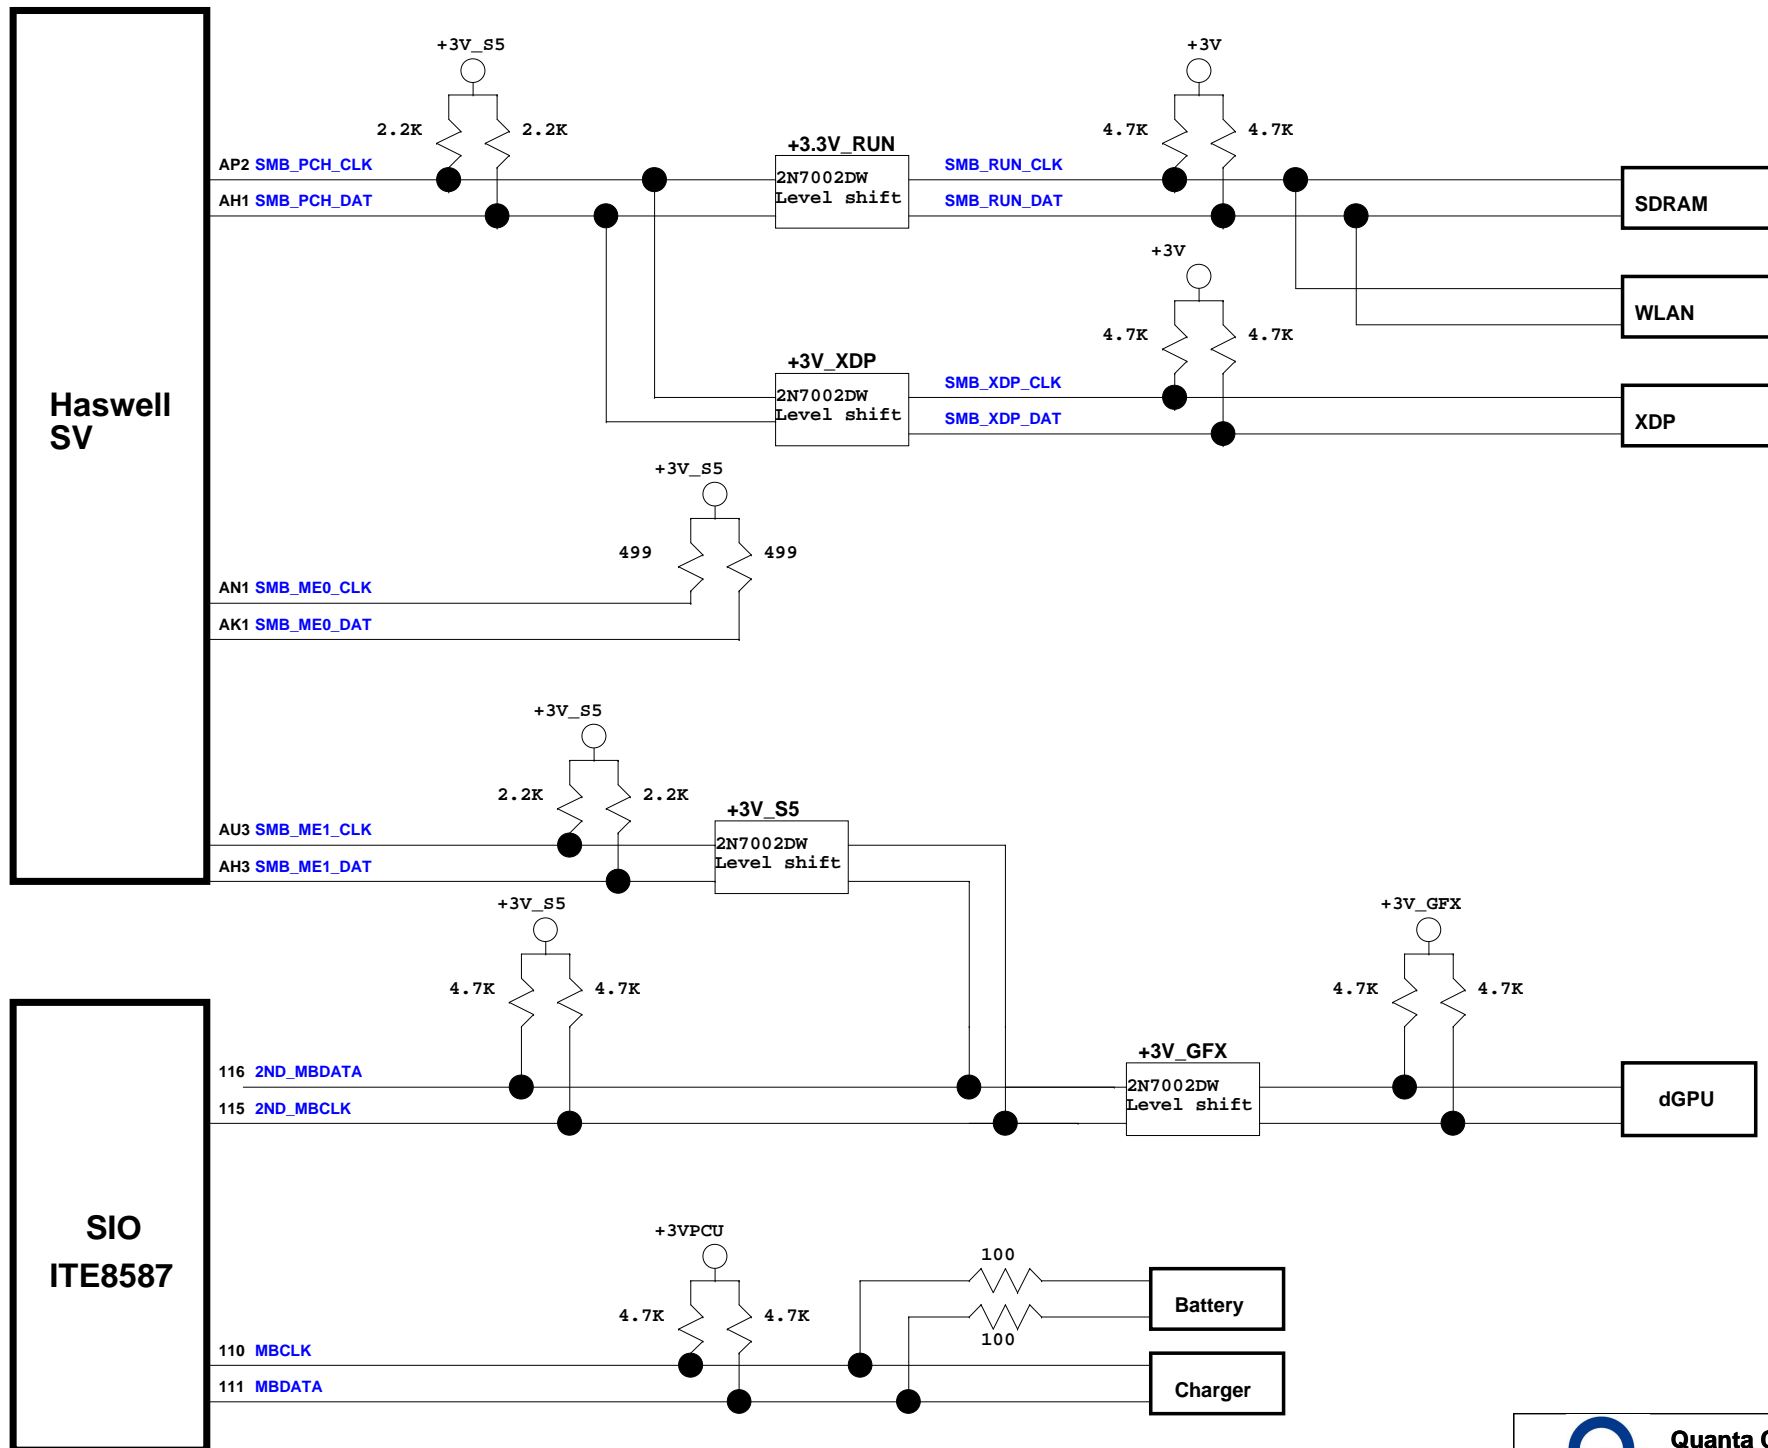 +3V_S5
2.2K 2.2K
+3V
4.7K 4.7K
AP2 SMB_PCH_CLK
AH1 SMB_PCH_DAT
+3.3V_RUN
2N7002DW
Level shift
SMB_RUN_CLK
SMB_RUN_DAT
SDRAM
+3V
4.7K 4.7K
WLAN
+3V_XDP
2N7002DW
Level shift
SMB_XDP_CLK
SMB_XDP_DAT
XDP
Haswell
SV
+3V_S5
499 499
AN1 SMB_ME0_CLK
AK1 SMB_ME0_DAT
+3V_S5
2.2K 2.2K
AU3 SMB_ME1_CLK
AH3 SMB_ME1_DAT
+3V_S5
2N7002DW
Level shift
+3V_S5
4.7K 4.7K
+3V_GFX
4.7K 4.7K
116 2ND_MBDATA
115 2ND_MBCLK
+3V_GFX
2N7002DW
Level shift
dGPU
SIO
ITE8587
+3VPCU
4.7K 4.7K
100
100
Battery
110 MBCLK
111 MBDATA
Charger
Quanta